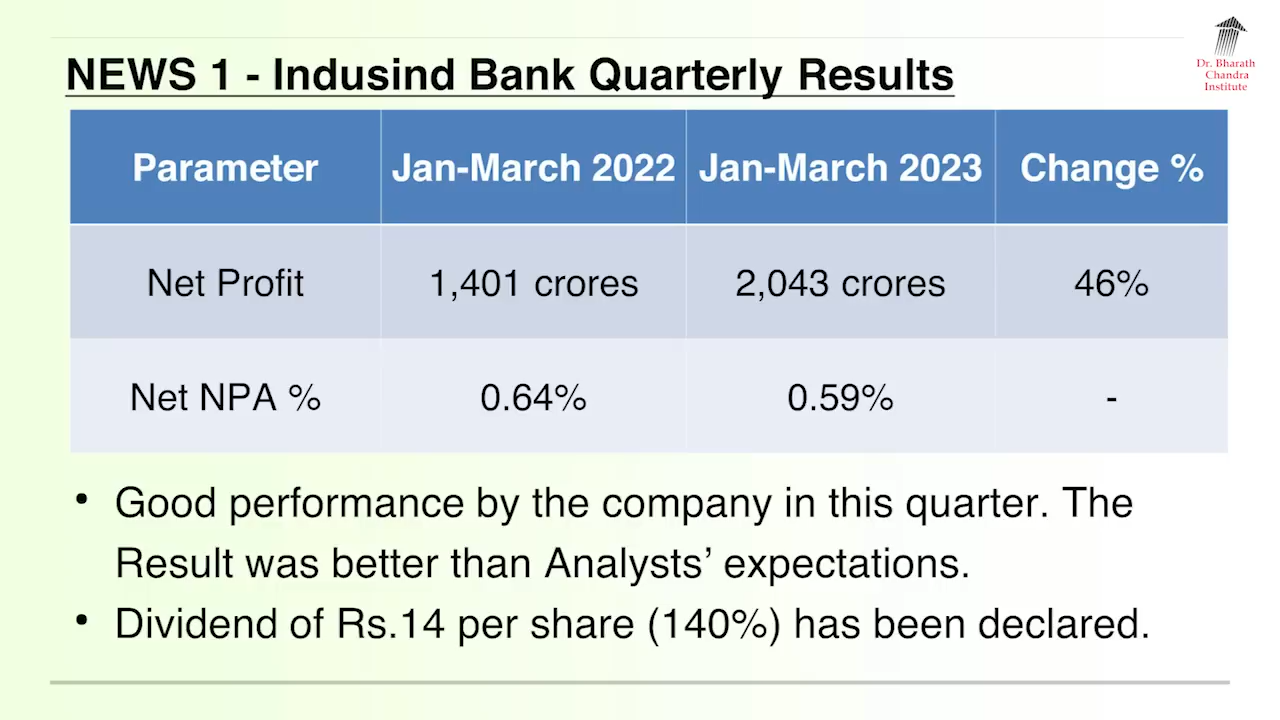 NEWS 1 - Indusind Bank Quarterly Results
Dr. Bharath
Chandra
Institute
Parameter Jan-March 2022 Jan-March 2023 Change %
Net Profit 1,401 crores 2,043 crores 46%
Net NPA % 0.64% 0.59% -
• Good performance by the company in this quarter. The
Result was better than Analysts’ expectations.
• Dividend of Rs.14 per share (140%) has been declared.